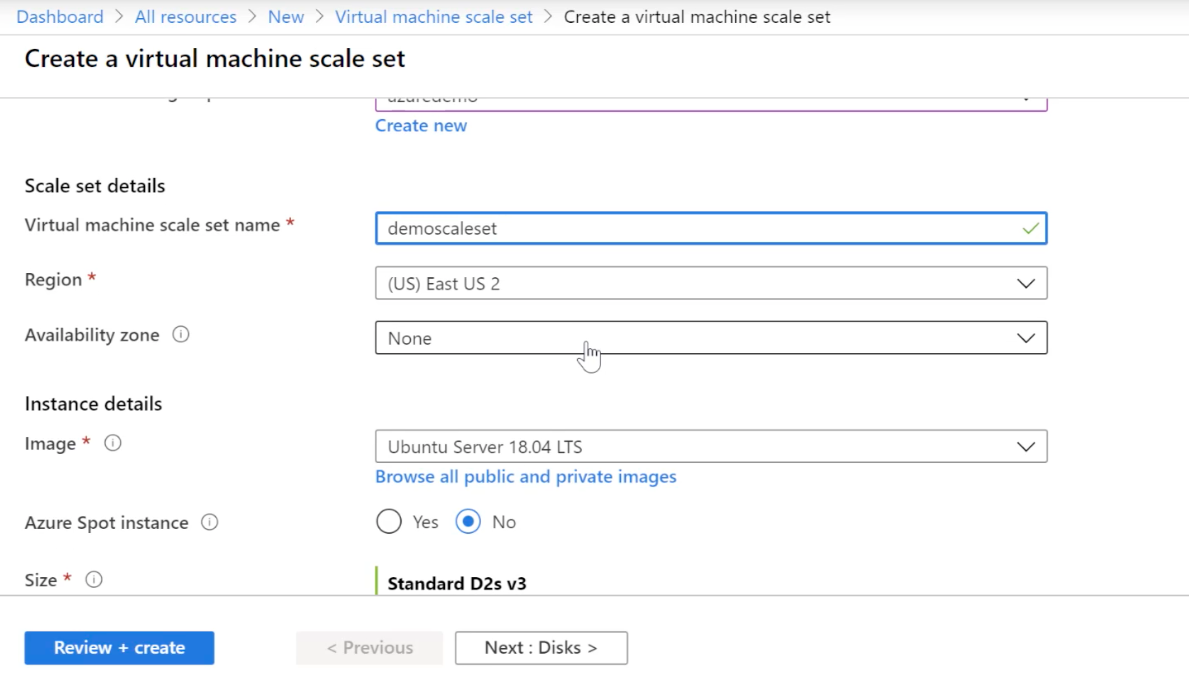 Dashboard > All resources > New > Virtual machine scale set > Create a virtual machine scale set
Create a virtual machine scale set
azuredemo
Create new
Scale set details
Virtual machine scale set name *
demoscaleset
Region *
(US) East US 2
Availability zone
None
Instance details
Image *
Ubuntu Server 18.04 LTS
Browse all public and private images
Azure Spot instance
Yes No
Size *
Standard D2s v3
Review + create
< Previous
Next : Disks >